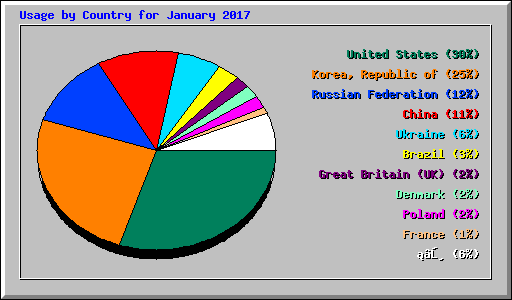 Usage by Country for January 2017
United States (30%)
Korea, Republic of (25%)
Russian Federation (12%)
China (11%)
Ukraine (6%)
Brazil (3%)
Great Britain (UK) (2%)
Denmark (2%)
Poland (2%)
France (1%)
(6%)